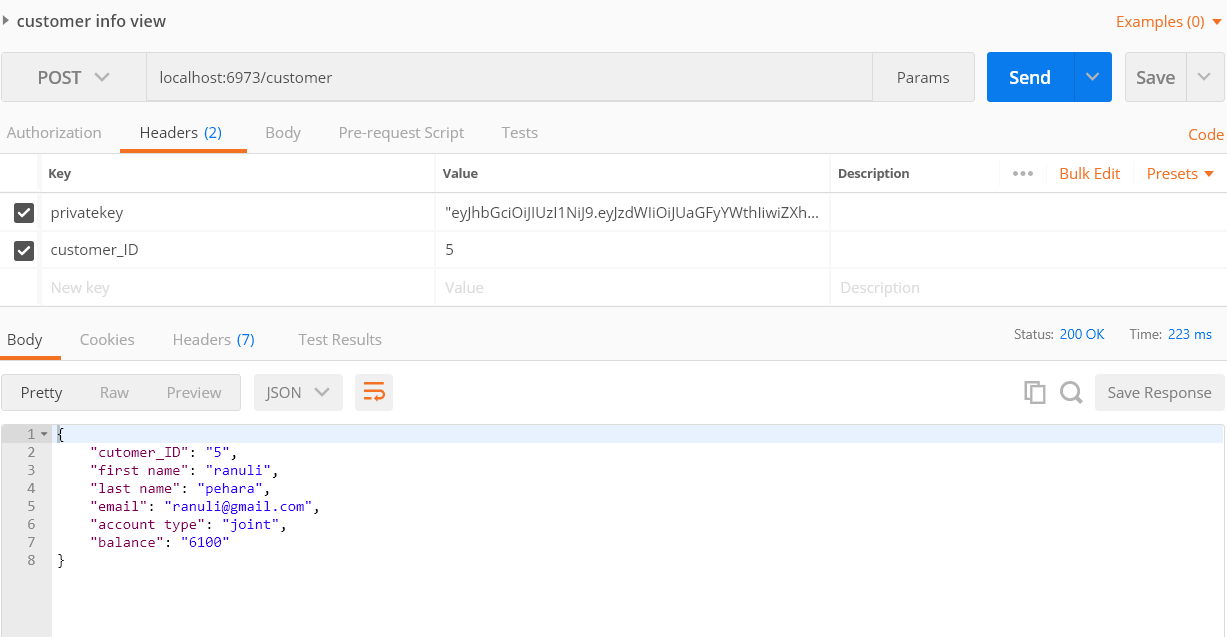 customer info view
Examples (0)
POST
localhost:6973/customer
Params
Send
Save
Authorization
Headers (2)
Body
Pre-request Script
Tests
Code
Key
Value
Description
Bulk Edit
Presets
privatekey
"eyJhbGciOiJIUzI1NiJ9.eyJzdWIiOiJUaGFyYWthIiwiZXh...
customer_ID
5
New key
Value
Description
Body
Cookies
Headers (7)
Test Results
Status: 200 OK
Time: 223 ms
Pretty
Raw
Preview
JSON
Save Response
1 {
2 "cutomer_ID": "5",
3 "first name": "ranuli",
4 "last name": "pehara",
5 "email": "ranuli@gmail.com",
6 "account type": "joint",
7 "balance": "6100"
8 }